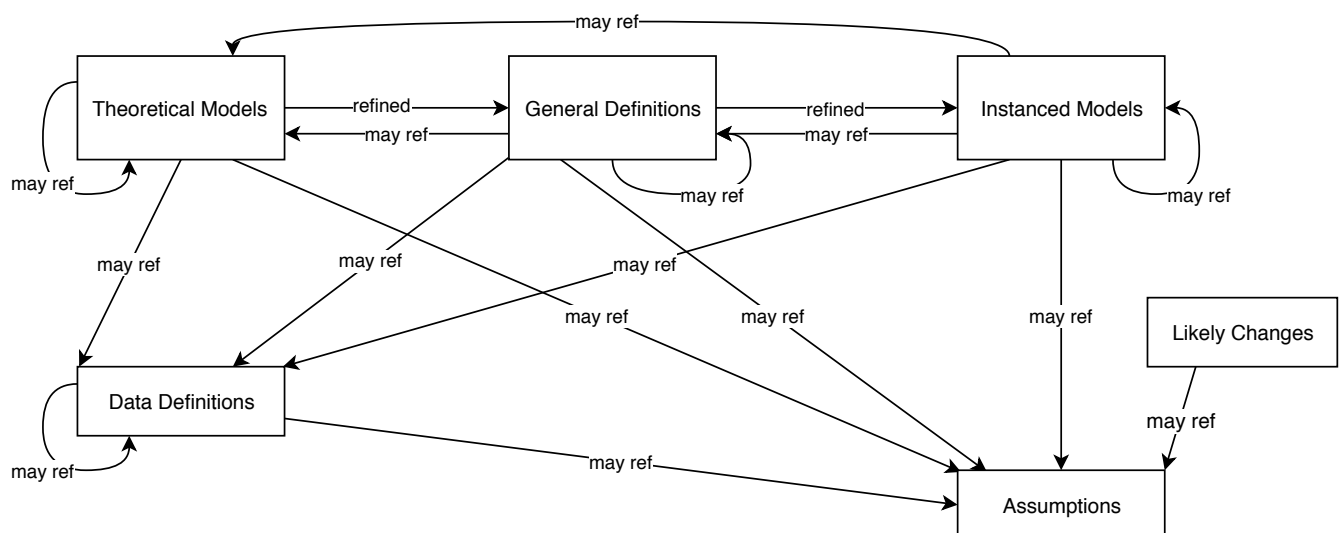 may ref
Theoretical Models
refined
General Definitions
refined
Instanced Models
may ref
may ref
may ref
may ref
may ref
may ref
may ref
may ref
may ref
may ref
may ref
may ref
Likely Changes
Data Definitions
may ref
may ref
may ref
Assumptions